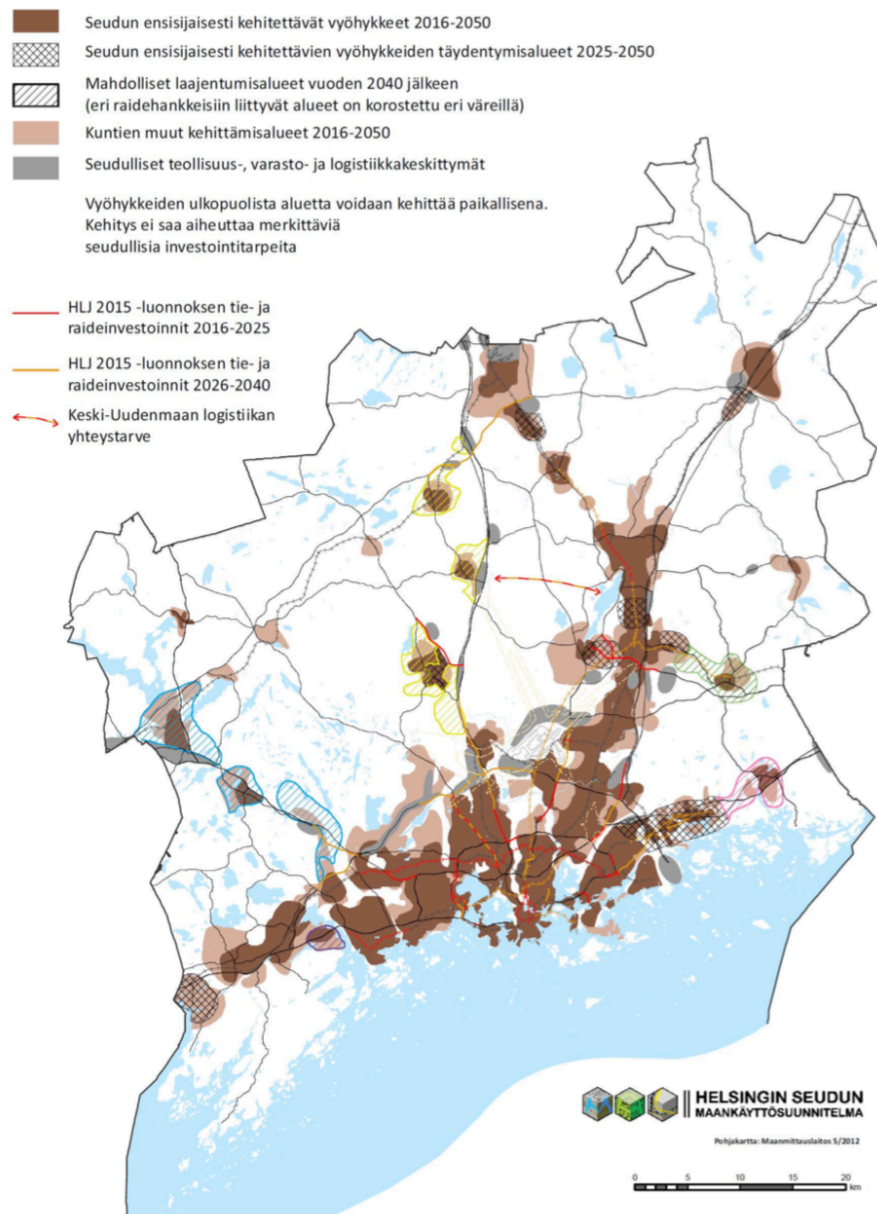 Seudun ensisijaisesti kehitettävät vyöhykkeet 2016-2050
Seudun ensisijaisesti kehitettävien vyöhykkeiden täydentymisalueet 2025-2050
Mahdolliset laajentumisalueet vuoden 2040 jälkeen
(eri raidehankkeisiin liittyvät alueet on korostettu eri väreillä)
Kuntien muut kehittämisalueet 2016-2050
Seudulliset teollisuus-, varasto- ja logistiikkakeskittymät
Vyöhykkeiden ulkopuolista aluetta voidaan kehittää paikallisena.
Kehitys ei saa aiheuttaa merkittäviä
seudullisia investointitarpeita
HLJ 2015 -luonnoksen tie- ja
raideinvestoinnit 2016-2025
HLJ 2015 -luonnoksen tie- ja
raideinvestoinnit 2026-2040
Keski-Uudenmaan logistiikan
yhteystarve
HELSINGIN SEUDUN
MAANKÄYTTÖSUUNNITELMA
Pohjakartta: Maanmittauslaitos 5/2012
0 5 10 15 20
km